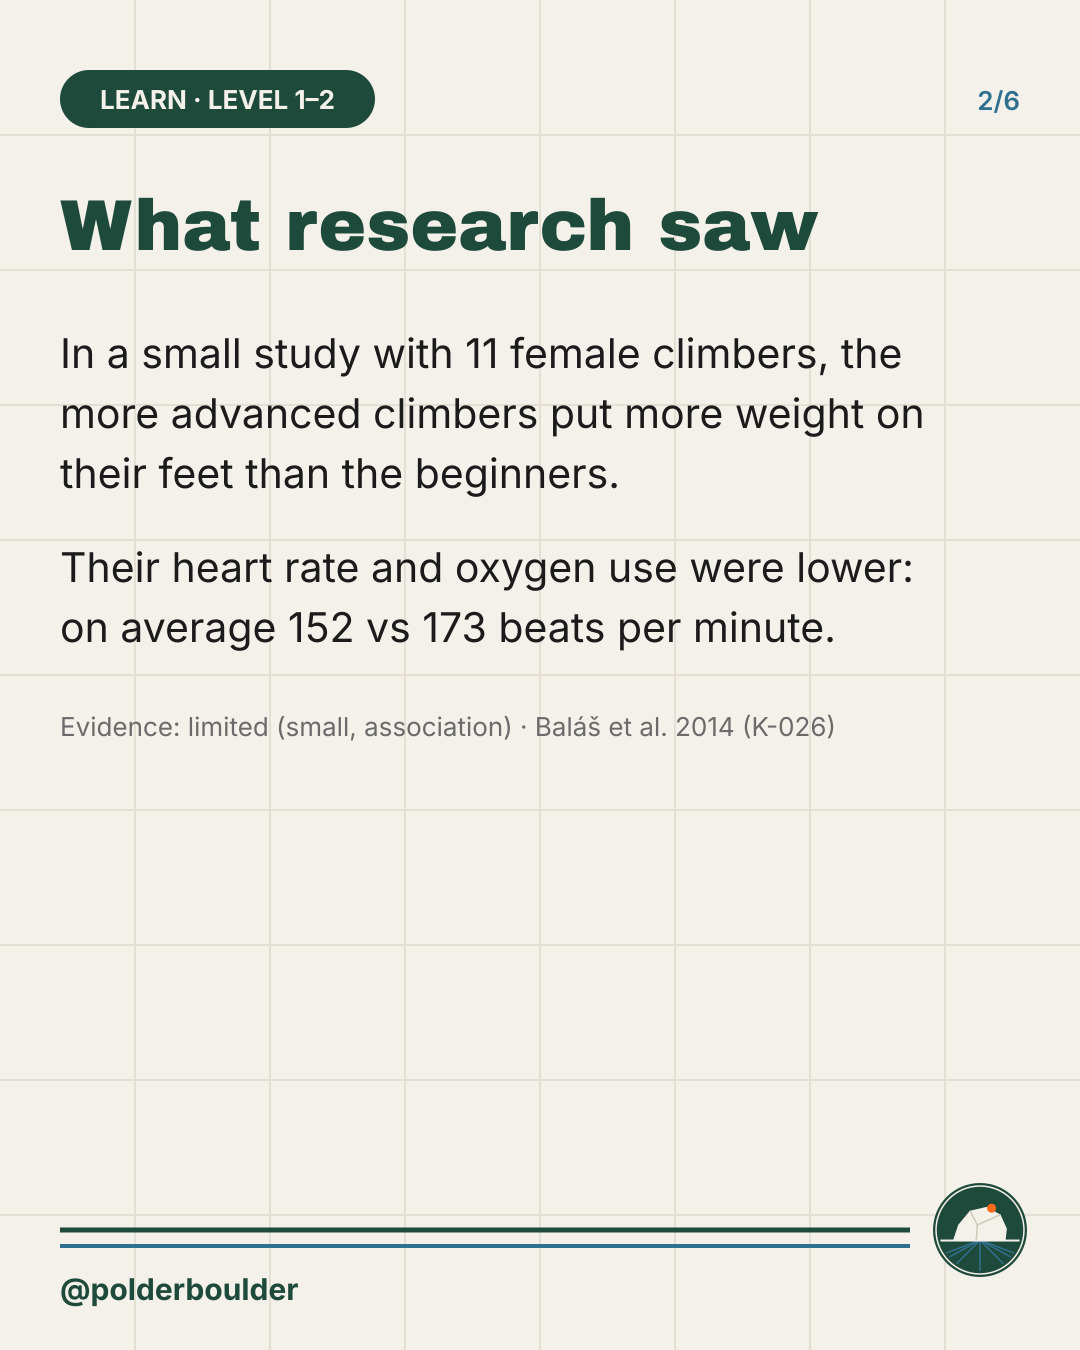 LEARN · LEVEL 1–2
2/6
What research saw
In a small study with 11 female climbers, the
more advanced climbers put more weight on
their feet than the beginners.
Their heart rate and oxygen use were lower:
on average 152 vs 173 beats per minute.
Evidence: limited (small, association) · Baláš et al. 2014 (K-026)
@polderboulder